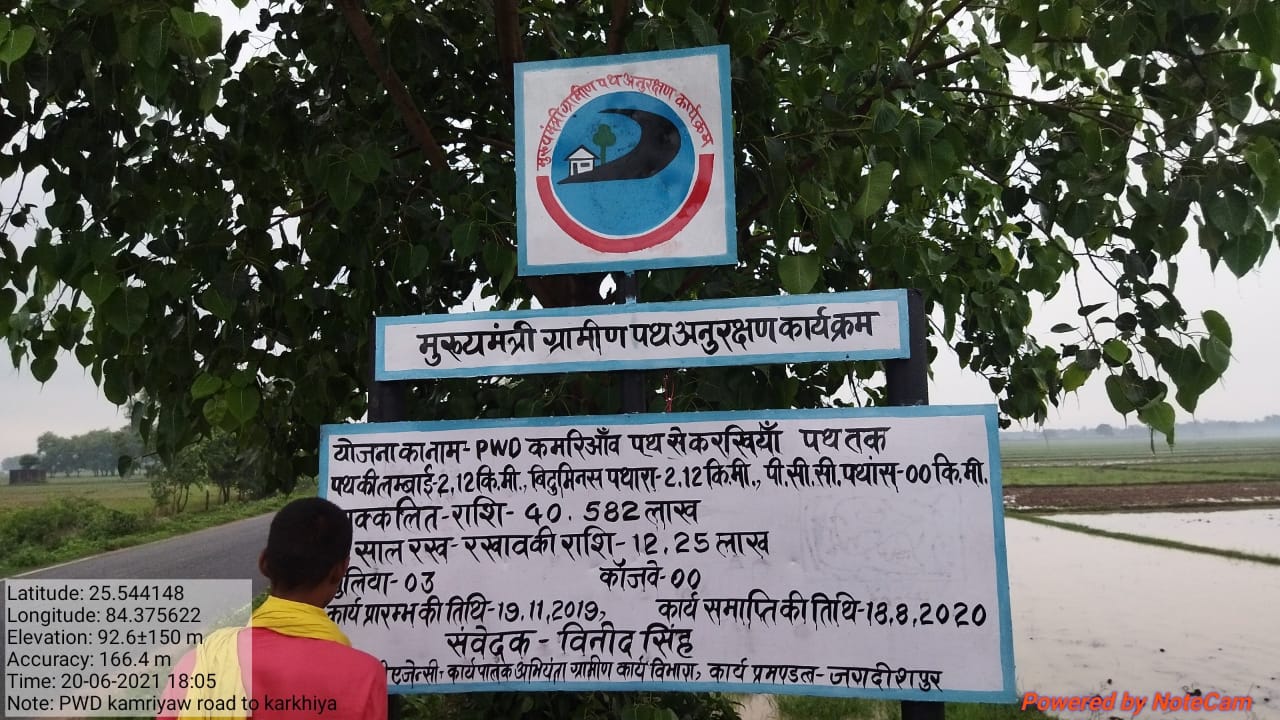 मुख्यमंत्री ग्रामीण पथ अनुरक्षण कार्यक्रम
मुख्यमंत्री ग्रामीण पथ अनुरक्षण कार्यक्रम
योजना का नाम- PWD कमरिआँव पथ से करखियाँ पथ तक
पथ की लम्बाई-2.12 कि.मी., बिटुमिनस पथारा-2.12 कि.मी., पी.सी.सी. पथांस-00 कि.मी.
क्कलित-राशि- 40.582 लाख
साल रख-रखाव की राशि-12.25 लाख
पुलिया-03 कॉजवे-00
कार्य प्रारम्भ की तिथि-19.11.2019, कार्य समाप्ति की तिथि-18.8.2020
संवेदक - विनीद सिंह
एजेन्सी:- कार्यपालक अभियंता ग्रामीण कार्य विभाग, कार्य प्रमण्डल- जगदीशपुर
Latitude: 25.544148
Longitude: 84.375622
Elevation: 92.6±150 m
Accuracy: 166.4 m
Time: 20-06-2021 18:05
Note: PWD kamriyaw road to karkhiya
Powered by NoteCam